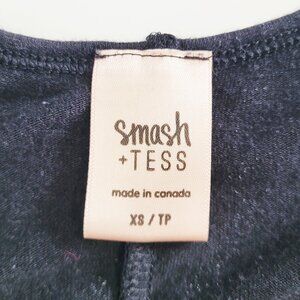 smash
+ TESS
made in canada
XS / TP